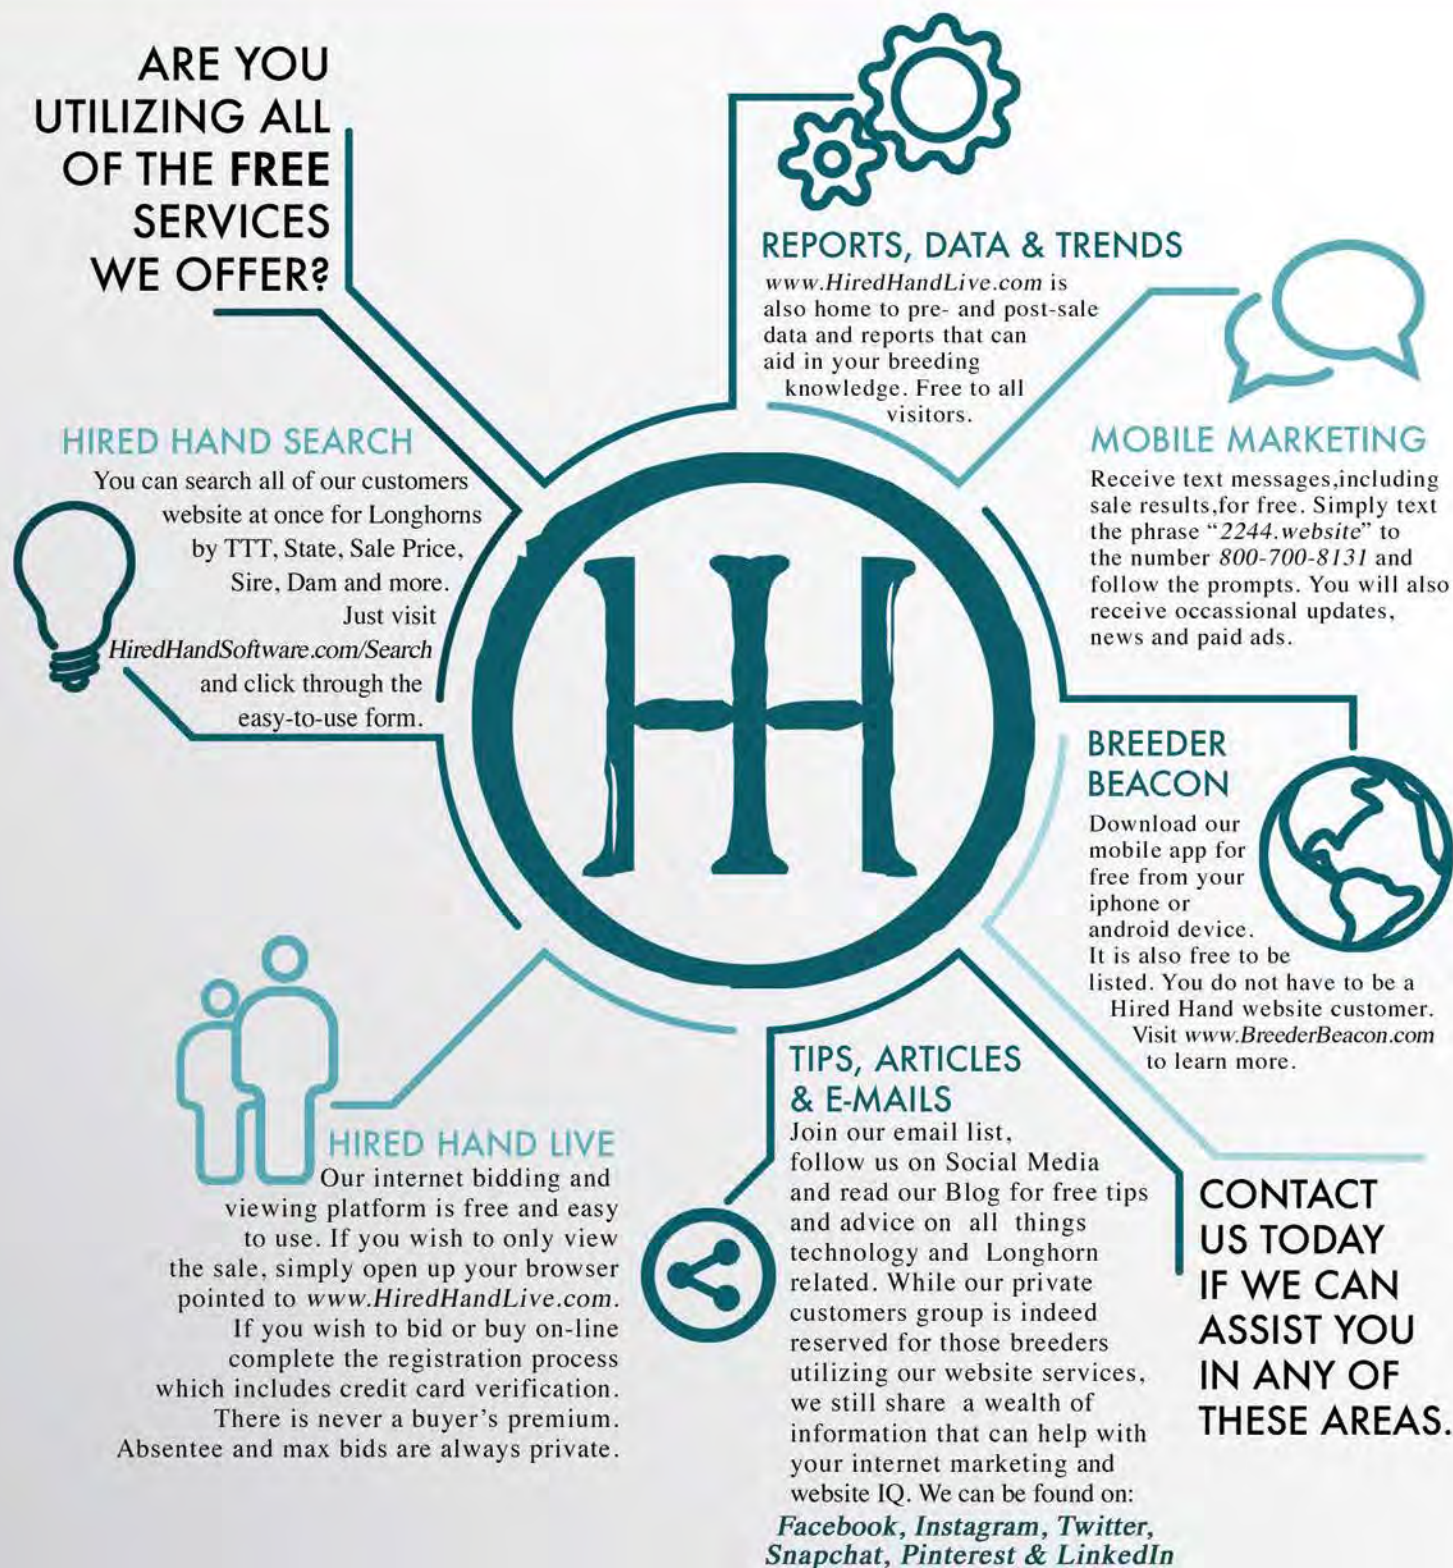 ARE YOU
UTILIZING ALL
OF THE FREE
SERVICES
WE OFFER?
REPORTS, DATA & TRENDS
www.HiredHandLive.com is
also home to pre- and post-sale
data and reports that can
aid in your breeding
knowledge. Free to all
visitors.
MOBILE MARKETING
Receive text messages,including
sale results,for free. Simply text
the phrase “2244.website” to
the number 800-700-8131 and
follow the prompts. You will also
receive occassional updates,
news and paid ads.
HIRED HAND SEARCH
You can search all of our customers
website at once for Longhorns
by TTT, State, Sale Price,
Sire, Dam and more.
Just visit
HiredHandSoftware.com/Search
and click through the
easy-to-use form.
BREEDER
BEACON
Download our
mobile app for
free from your
iphone or
android device.
It is also free to be
listed. You do not have to be a
Hired Hand website customer.
Visit www.BreederBeacon.com
to learn more.
HIRED HAND LIVE
Our internet bidding and
viewing platform is free and easy
to use. If you wish to only view
the sale, simply open up your browser
pointed to www.HiredHandLive.com.
If you wish to bid or buy on-line
complete the registration process
which includes credit card verification.
There is never a buyer’s premium.
Absentee and max bids are always private.
TIPS, ARTICLES
& E-MAILS
Join our email list,
follow us on Social Media
and read our Blog for free tips
and advice on all things
technology and Longhorn
related. While our private
customers group is indeed
reserved for those breeders
utilizing our website services,
we still share a wealth of
information that can help with
your internet marketing and
website IQ. We can be found on:
Facebook, Instagram, Twitter,
Snapchat, Pinterest & LinkedIn
CONTACT
US TODAY
IF WE CAN
ASSIST YOU
IN ANY OF
THESE AREAS.